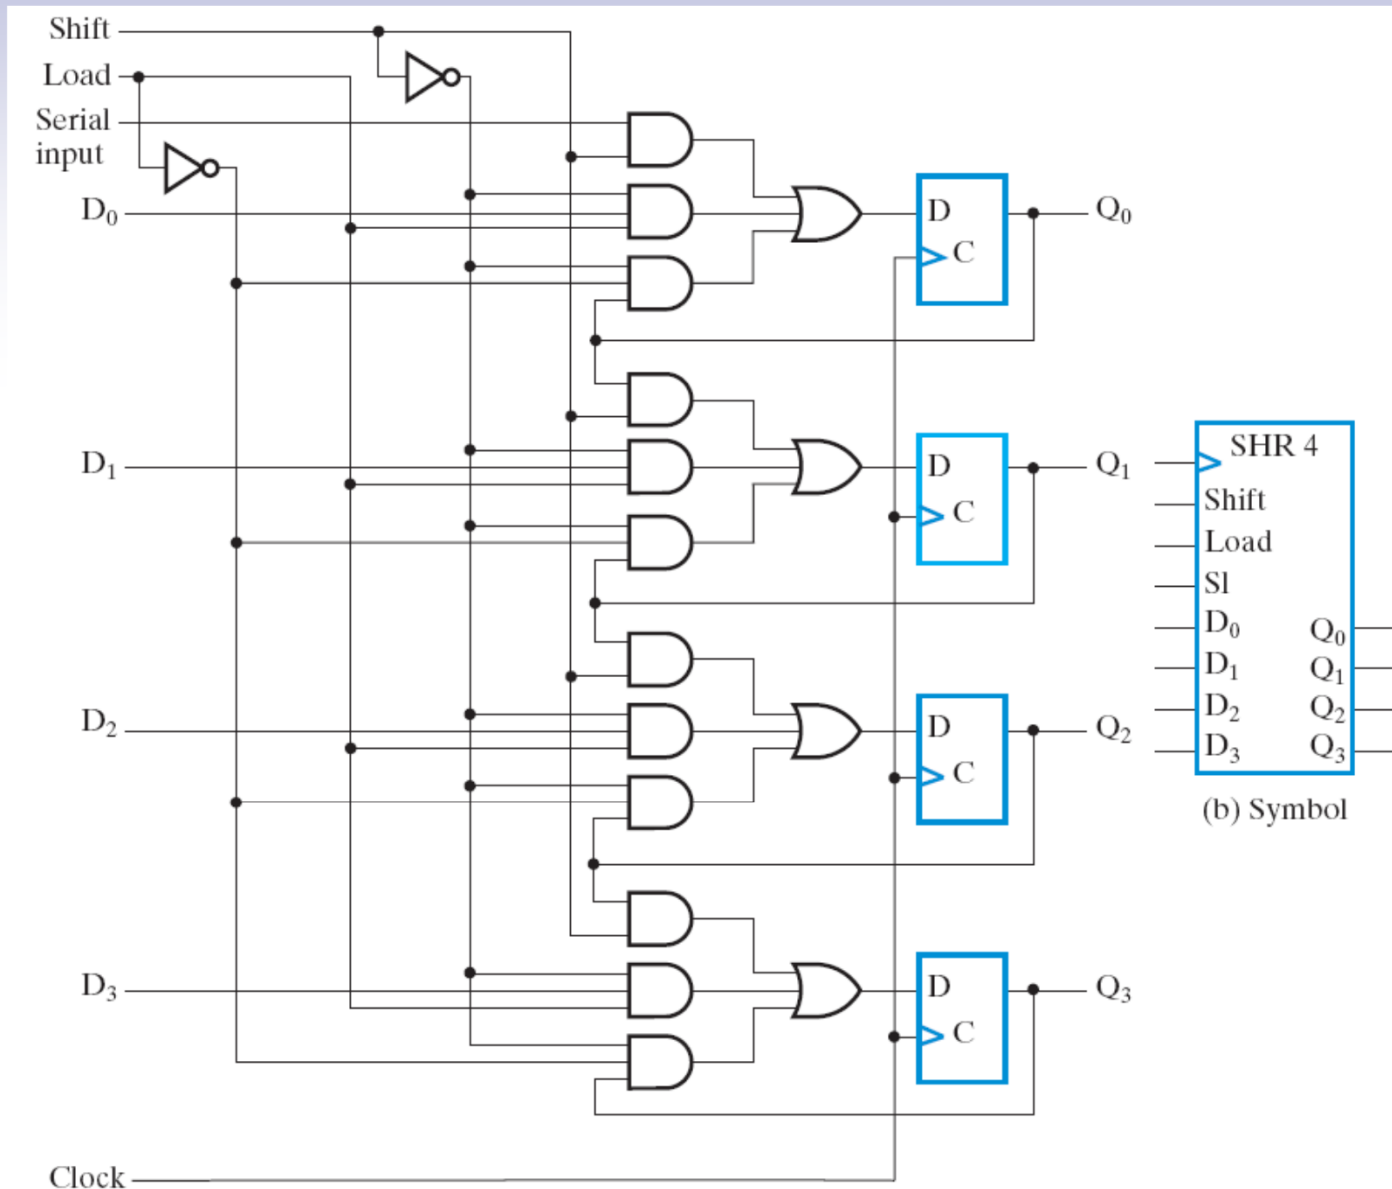 Shift
Load
Serial
input
D₀
D
C
Q₀
D₁
D
C
Q₁
D₂
D
C
Q₂
D₃
D
C
Q₃
Clock
SHR 4
Shift
Load
SI
D₀ Q₀
D₁ Q₁
D₂ Q₂
D₃ Q₃
(b) Symbol